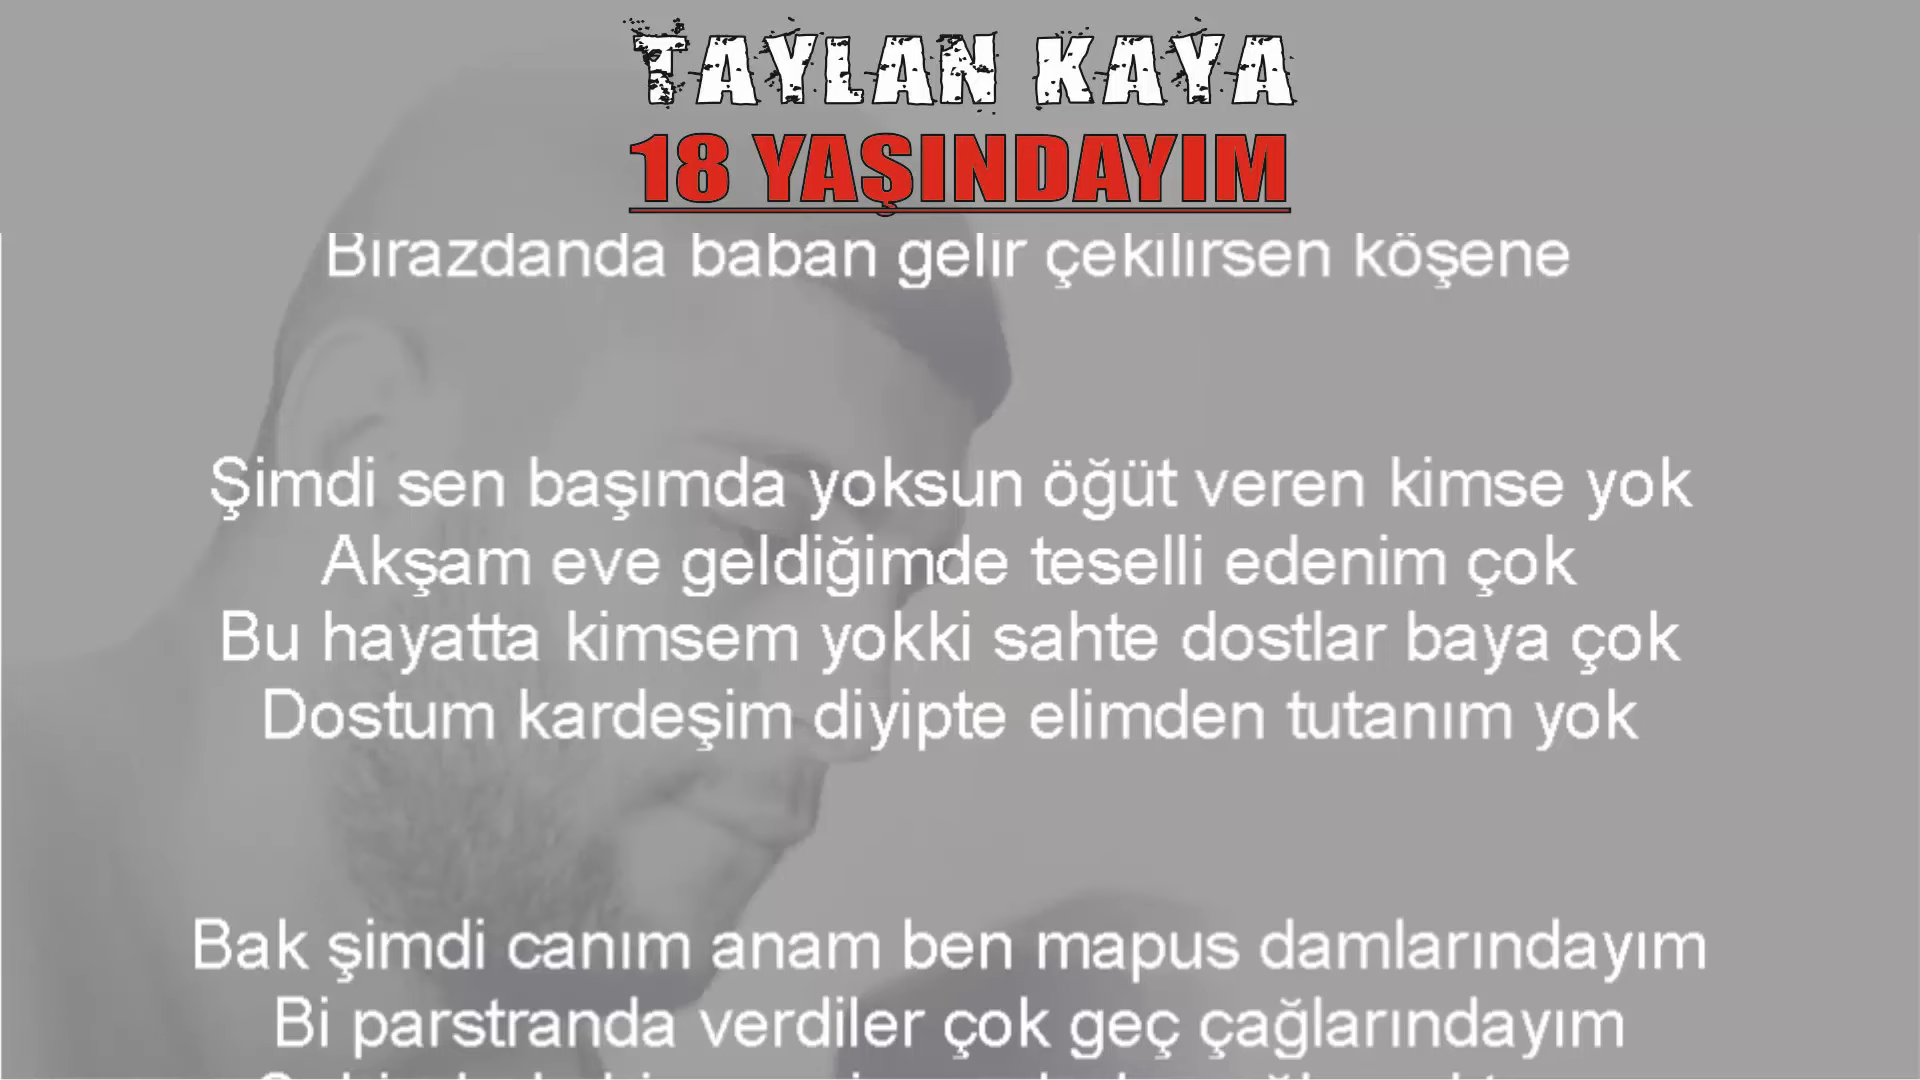 TAYLAN KAYA
18 YAŞINDAYIM
Birazdanda baban gelir çekilirsen köşene
Şimdi sen başımda yoksun öğüt veren kimse yok
Akşam eve geldiğimde teselli edenim çok
Bu hayatta kimsem yokki sahte dostlar baya çok
Dostum kardeşim diyipte elimden tutanım yok
Bak şimdi canım anam ben mapus damlarındayım
Bi parstranda verdiler çok geç çağlarındayım